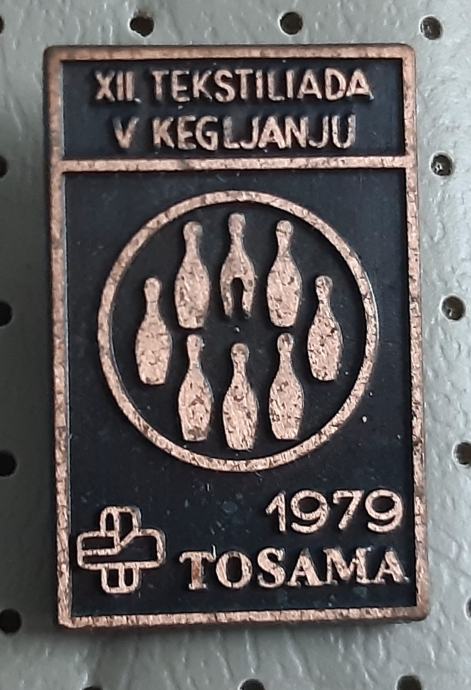 XII. TEKSTILIADA
V KEGLJANJU
1979
TOSAMA